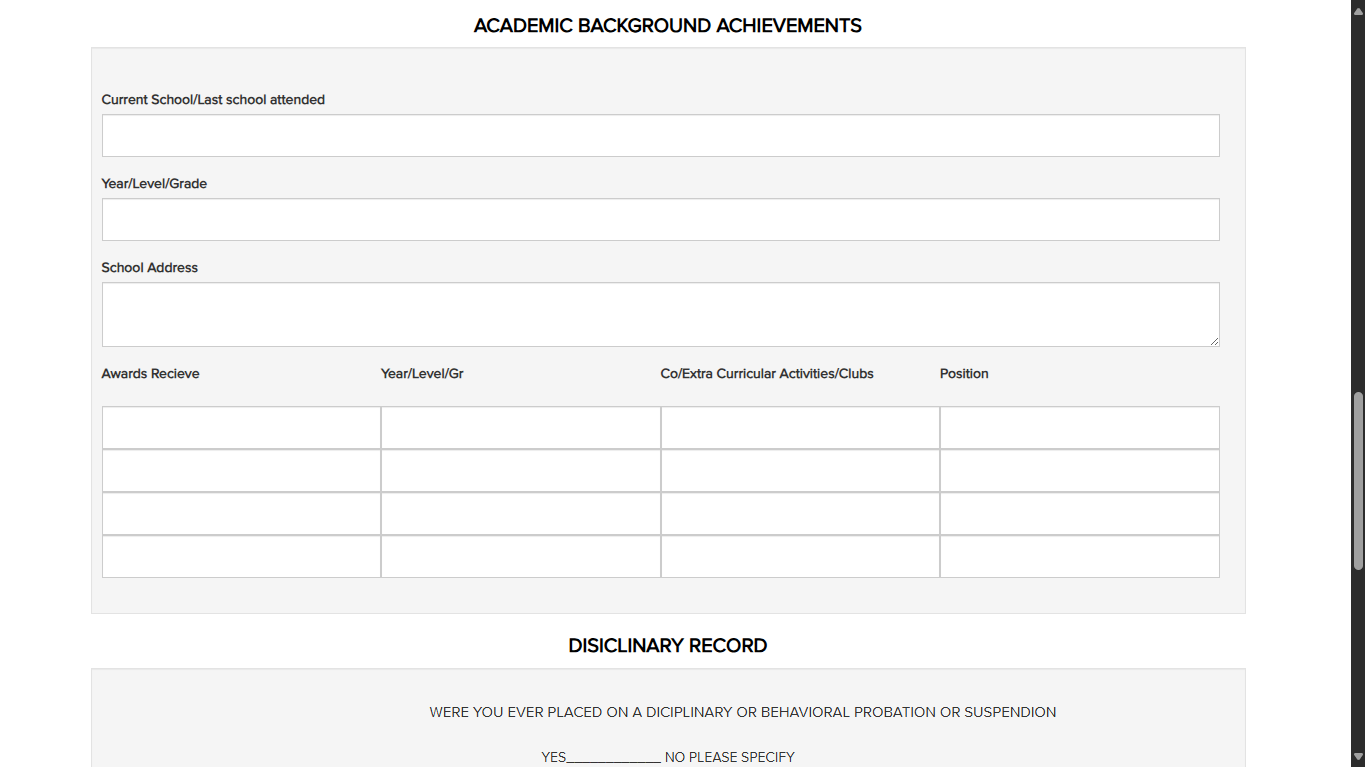 ACADEMIC BACKGROUND ACHIEVEMENTS
Current School/Last school attended
Year/Level/Grade
School Address
Awards Recieve Year/Level/Gr Co/Extra Curricular Activities/Clubs Position
DISICLINARY RECORD
WERE YOU EVER PLACED ON A DICIPLINARY OR BEHAVIORAL PROBATION OR SUSPENDION
YES______________ NO PLEASE SPECIFY